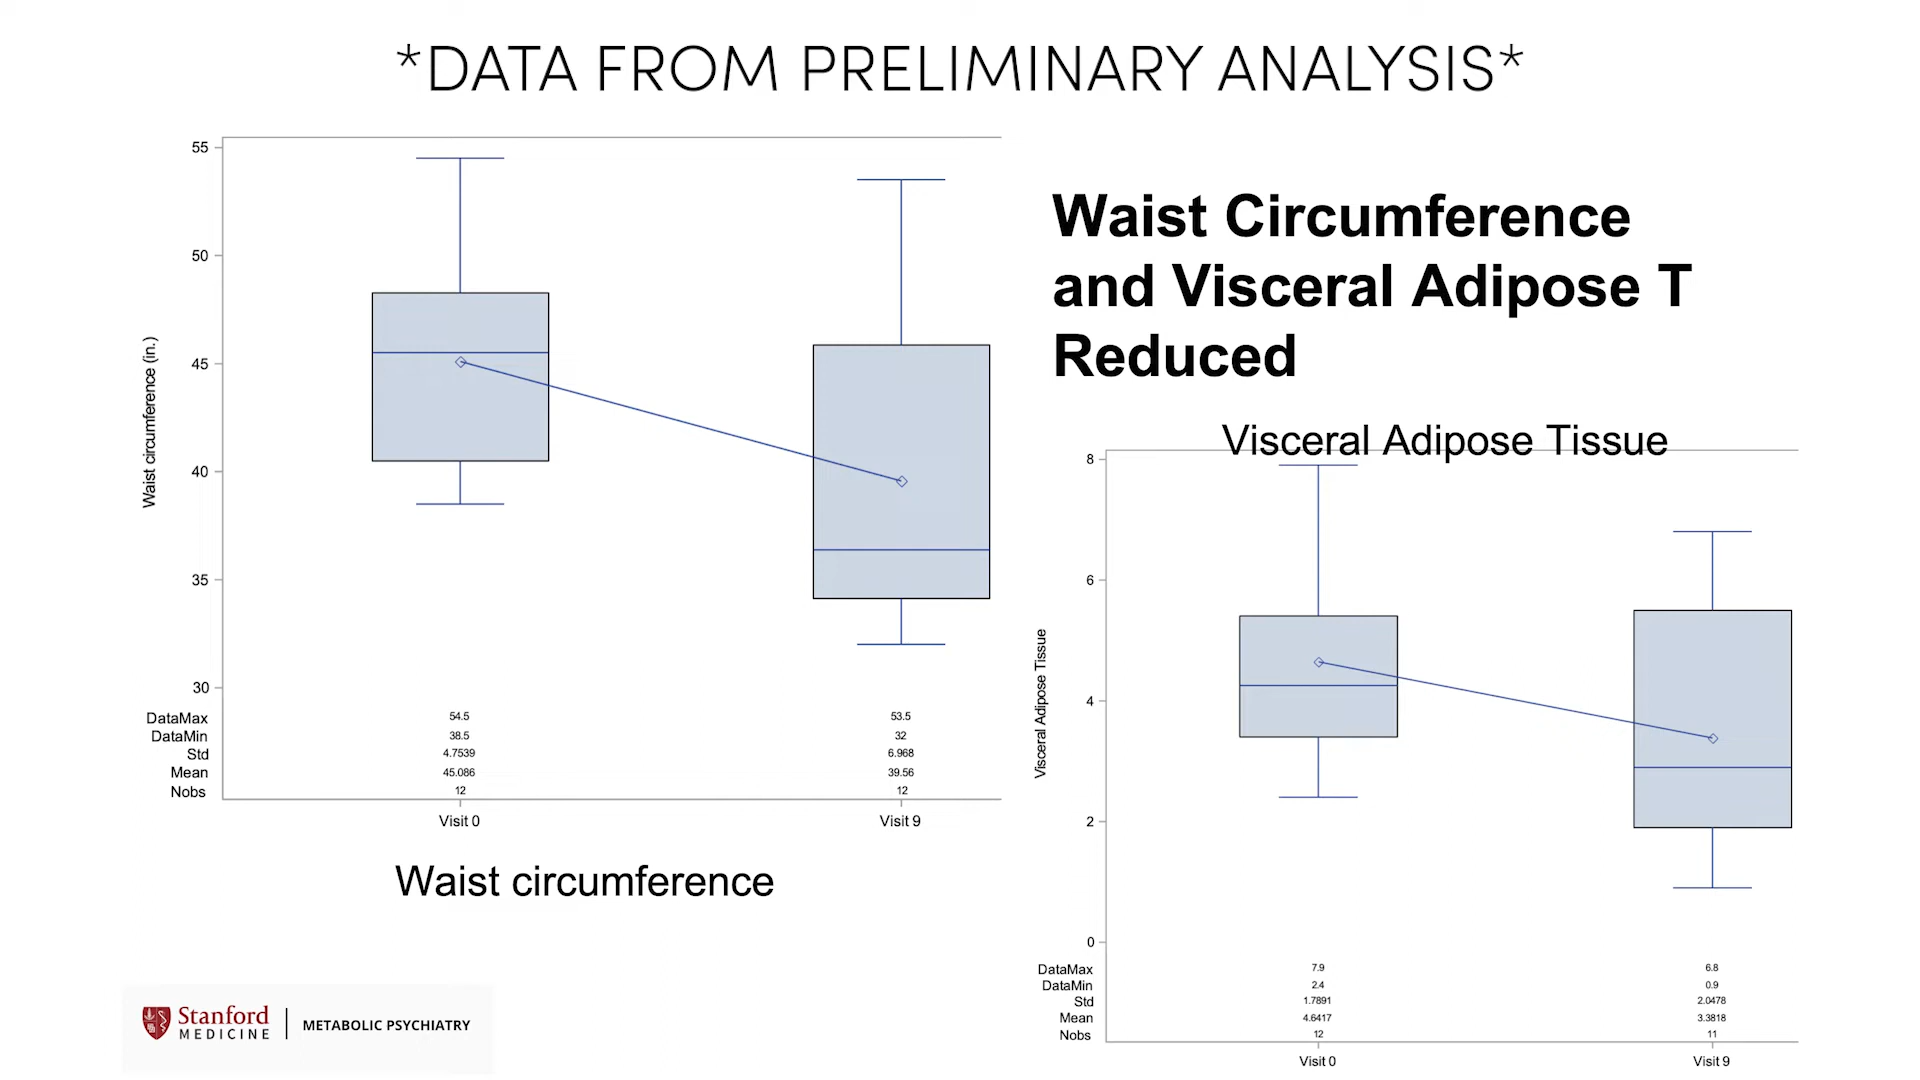 *DATA FROM PRELIMINARY ANALYSIS*
55
50
45
40
35
30
Waist circumference (in.)
DataMax 54.5 53.5
DataMin 38.5 32
Std 4.7539 6.968
Mean 45.086 39.56
Nobs 12 12
Visit 0 Visit 9
Waist circumference
Waist Circumference
and Visceral Adipose T
Reduced
Visceral Adipose Tissue
8
6
4
2
0
Visceral Adipose Tissue
DataMax 7.9 6.8
DataMin 2.4 0.9
Std 1.7891 2.0478
Mean 4.6417 3.3818
Nobs 12 11
Visit 0 Visit 9
Stanford
MEDICINE
METABOLIC PSYCHIATRY